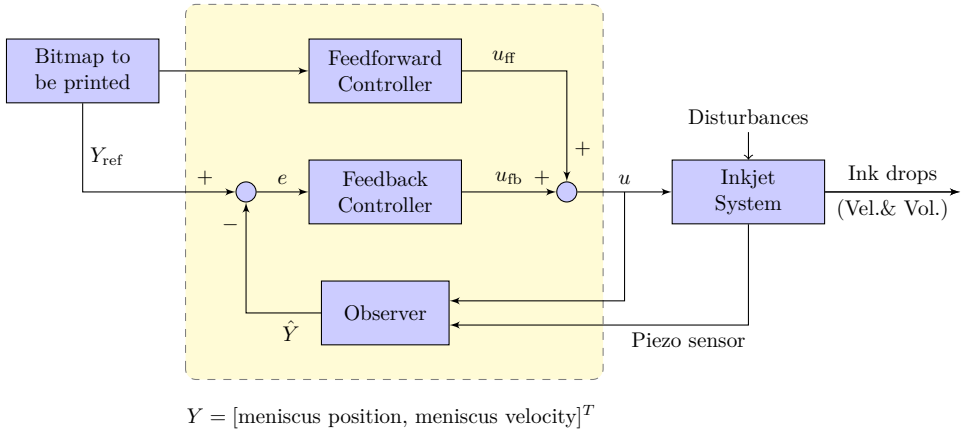 Bitmap to
be printed
Feedforward
Controller
u_ff
Disturbances
Y_ref
+
+
e
Feedback
Controller
u_fb
+
u
Inkjet
System
Ink drops
(Vel.& Vol.)
−
Observer
Ŷ
Piezo sensor
Y = [meniscus position, meniscus velocity]^T